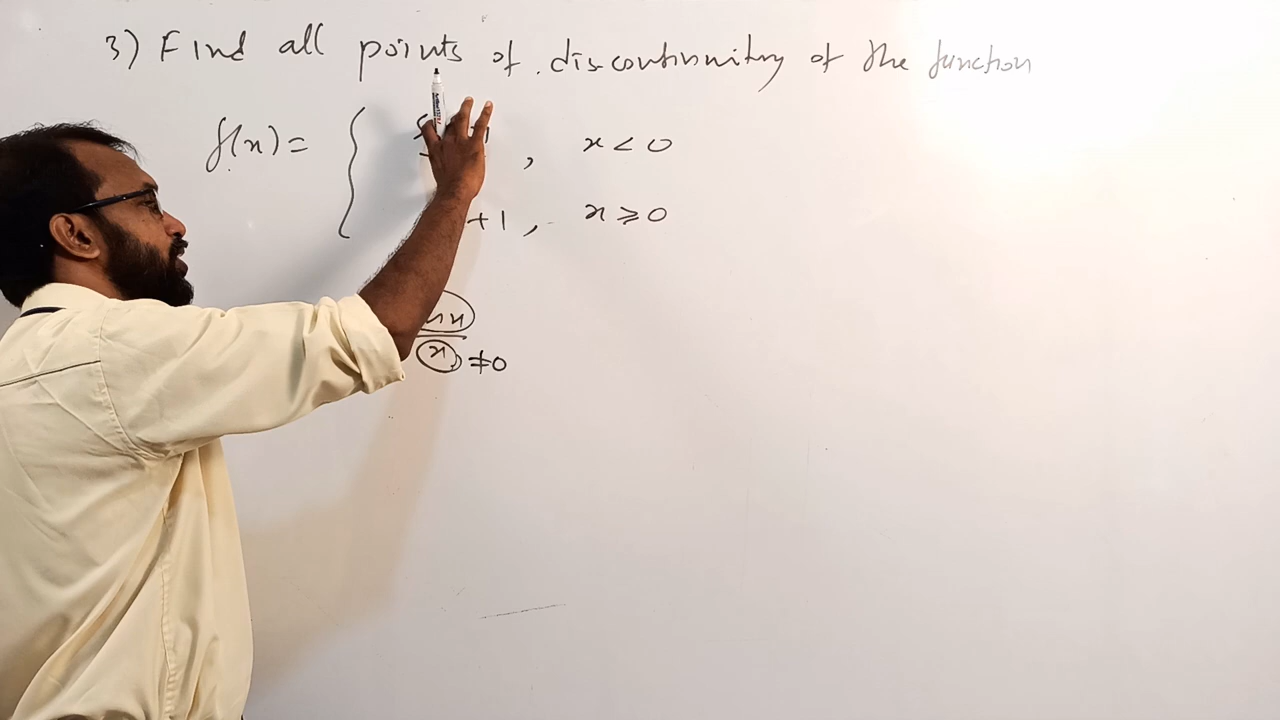 3) Find all points of discontinuity of the function
f(x) = { , x < 0
+1 , x ≥ 0
x ≠ 0